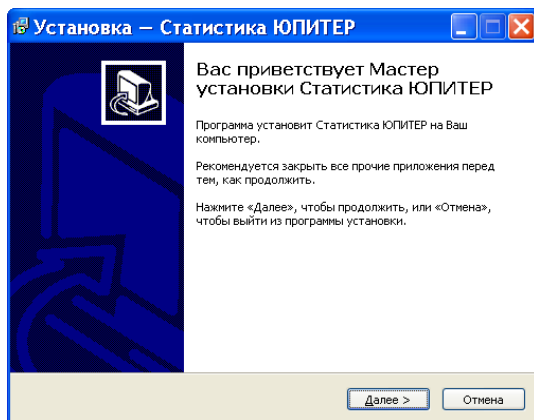 Установка — Статистика ЮПИТЕР
Вас приветствует Мастер
установки Статистика ЮПИТЕР
Программа установит Статистика ЮПИТЕР на Ваш
компьютер.
Рекомендуется закрыть все прочие приложения перед
тем, как продолжить.
Нажмите «Далее», чтобы продолжить, или «Отмена»,
чтобы выйти из программы установки.
Далее > Отмена